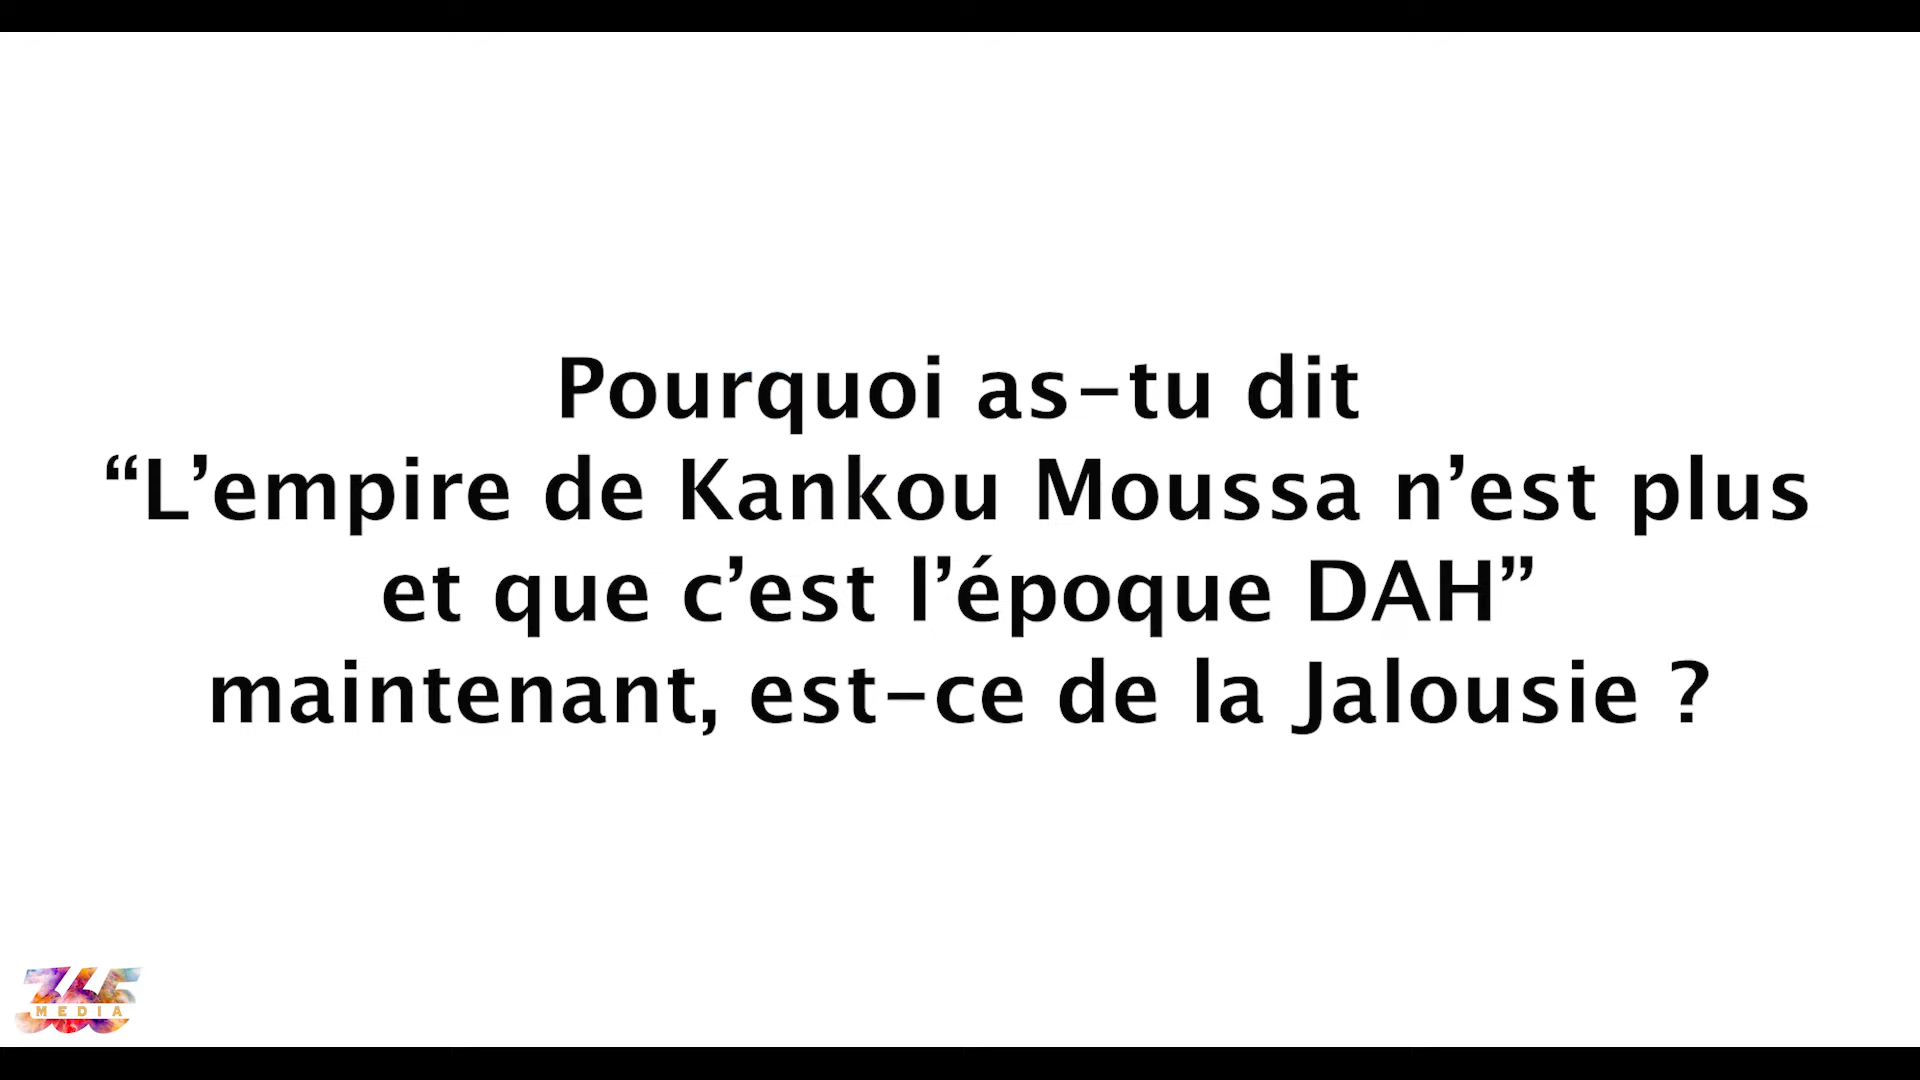 Pourquoi as-tu dit
“L’empire de Kankou Moussa n’est plus
et que c’est l’époque DAH”
maintenant, est-ce de la Jalousie ?
365
MEDIA